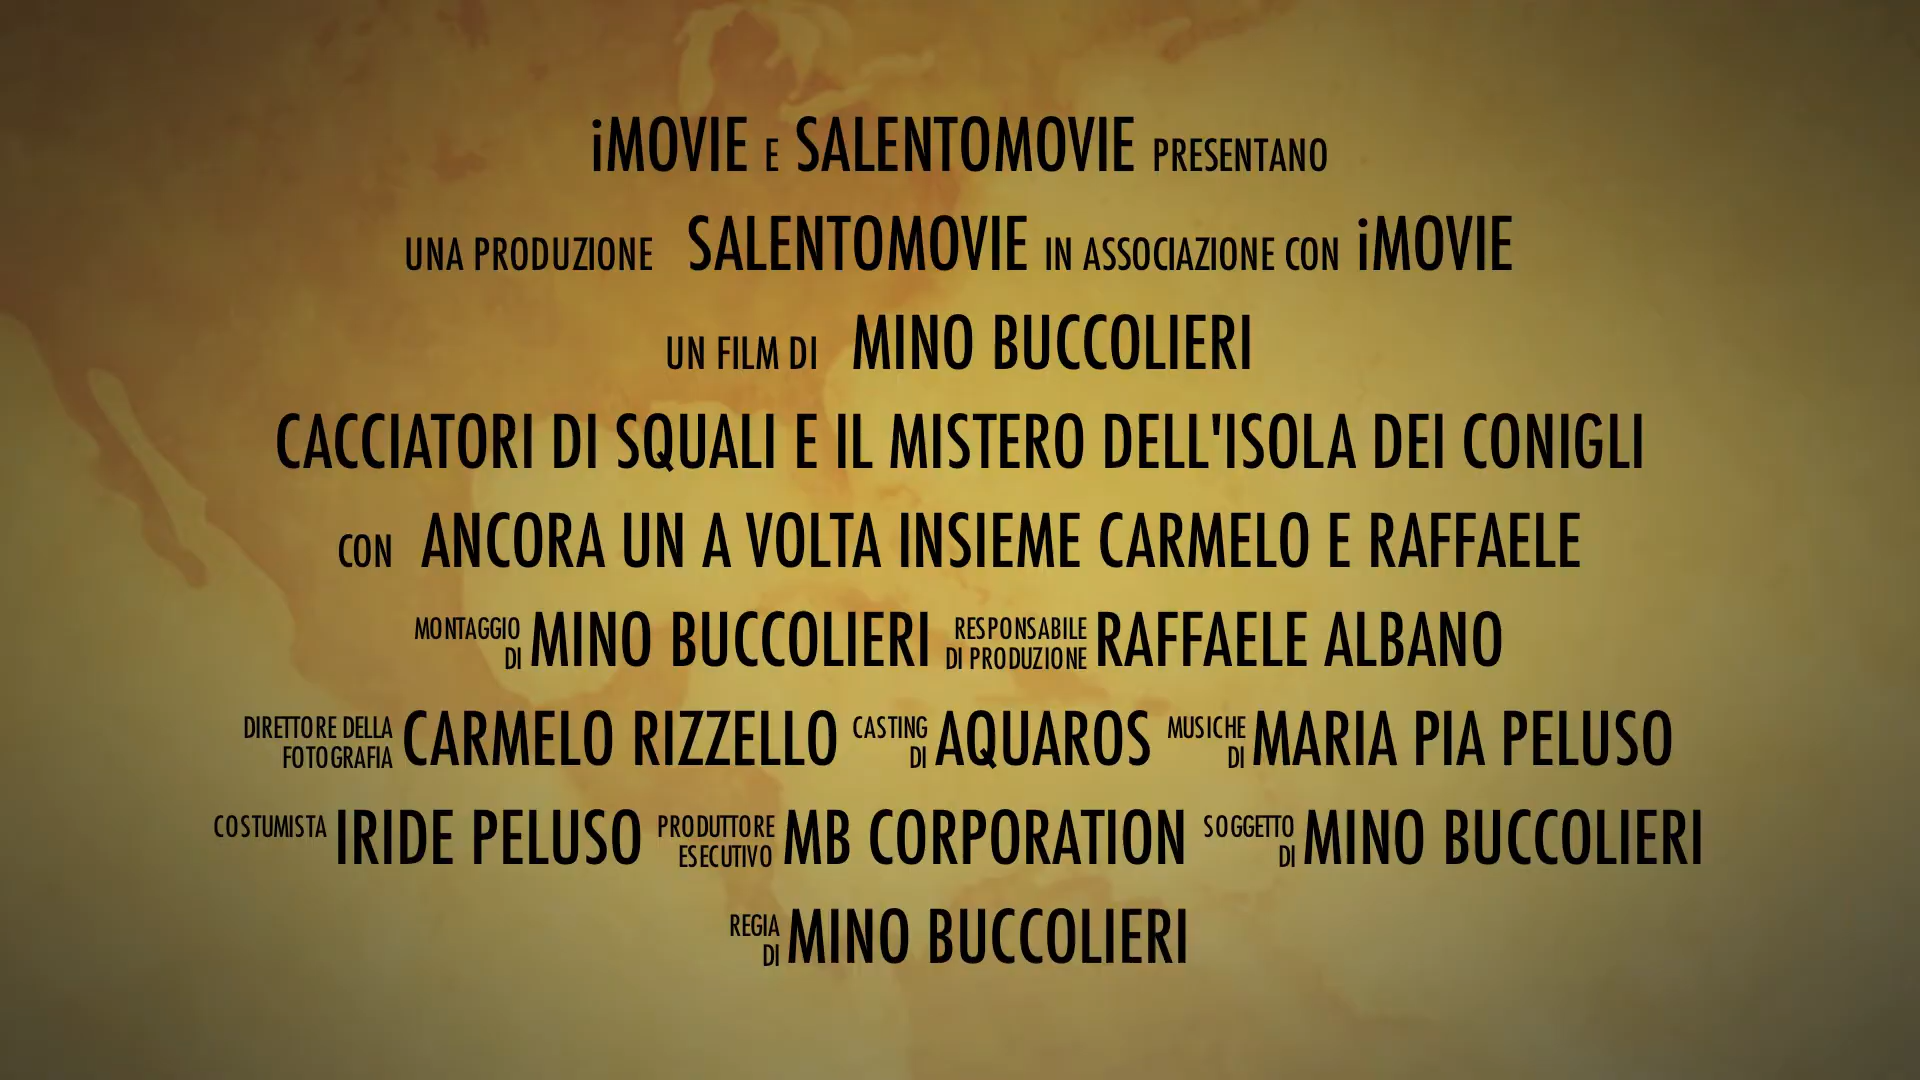 iMOVIE E SALENTOMOVIE PRESENTANO
UNA PRODUZIONE SALENTOMOVIE IN ASSOCIAZIONE CON iMOVIE
UN FILM DI MINO BUCCOLIERI
CACCIATORI DI SQUALI E IL MISTERO DELL'ISOLA DEI CONIGLI
CON ANCORA UN A VOLTA INSIEME CARMELO E RAFFAELE
MONTAGGIO DI MINO BUCCOLIERI RESPONSABILE DI PRODUZIONE RAFFAELE ALBANO
DIRETTORE DELLA FOTOGRAFIA CARMELO RIZZELLO CASTING DI AQUAROS MUSICHE DI MARIA PIA PELUSO
COSTUMISTA IRIDE PELUSO PRODUTTORE ESECUTIVO MB CORPORATION SOGGETTO DI MINO BUCCOLIERI
REGIA DI MINO BUCCOLIERI